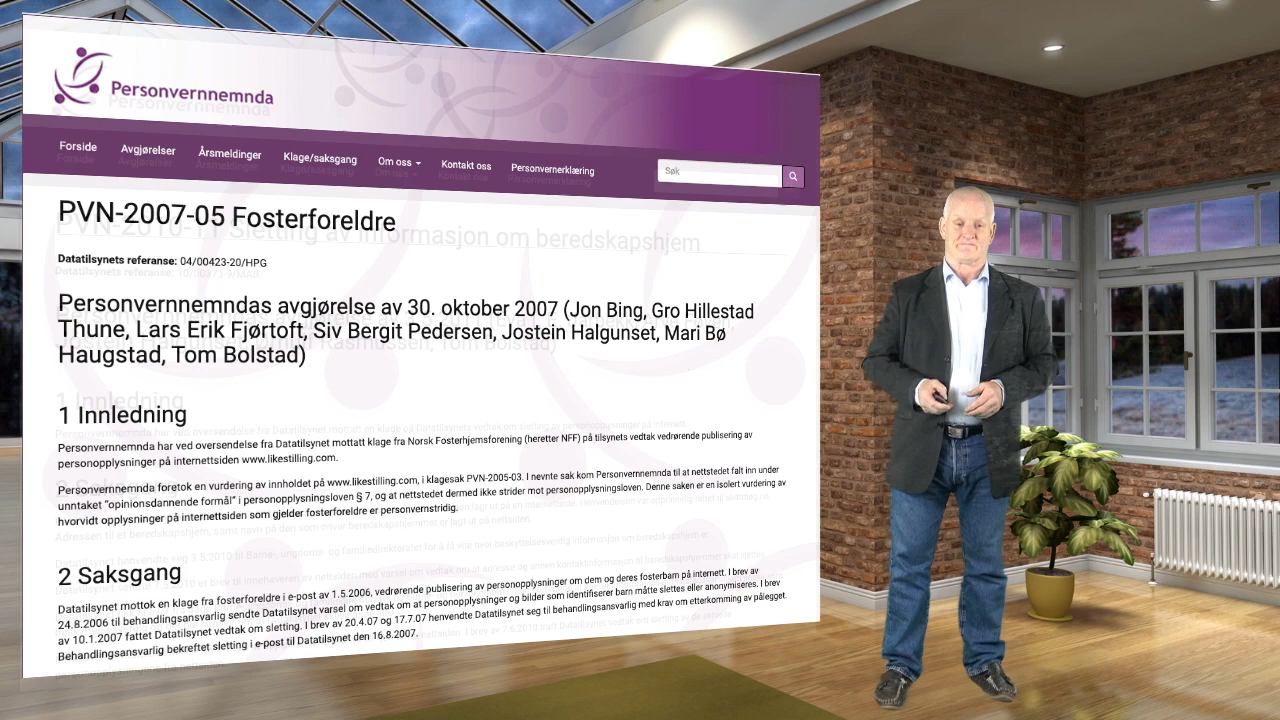 Personvernnemnda
Forside Avgjørelser Årsmeldinger Klage/saksgang Om oss Kontakt oss Personvernerklæring Søk
PVN-2007-05 Fosterforeldre
PVN-2010-11 Sletting av informasjon om beredskapshjem
Datatilsynets referanse: 04/00423-20/HPG
Personvernnemndas avgjørelse av 30. oktober 2007 (Jon Bing, Gro Hillestad
Thune, Lars Erik Fjørtoft, Siv Bergit Pedersen, Jostein Halgunset, Mari Bø
Haugstad, Tom Bolstad)
1 Innledning
Personvernnemnda har ved oversendelse fra Datatilsynet mottatt klage fra Norsk Fosterhjemsforening (heretter NFF) på tilsynets vedtak vedrørende publisering av
personopplysninger på internettsiden www.likestilling.com.
Personvernnemnda foretok en vurdering av innholdet på www.likestilling.com, i klagesak PVN-2005-03. I nevnte sak kom Personvernnemnda til at nettstedet falt inn under
unntaket "opinionsdannende formål" i personopplysningsloven § 7, og at nettstedet dermed ikke strider mot personopplysningsloven. Denne saken er en isolert vurdering av
hvorvidt opplysninger på internettsiden som gjelder fosterforeldre er personvernstridig.
2 Saksgang
Datatilsynet mottok en klage fra fosterforeldre i e-post av 1.5.2006, vedrørende publisering av personopplysninger om dem og deres fosterbarn på internett. I brev av
24.8.2006 til behandlingsansvarlig sendte Datatilsynet varsel om vedtak om at personopplysninger og bilder som identifiserer barn måtte slettes eller anonymiseres. I brev
av 10.1.2007 fattet Datatilsynet vedtak om sletting. I brev av 20.4.07 og 17.7.07 henvendte Datatilsynet seg til behandlingsansvarlig med krav om etterkomming av pålegget.
Behandlingsansvarlig bekreftet sletting i e-post til Datatilsynet den 16.8.2007.